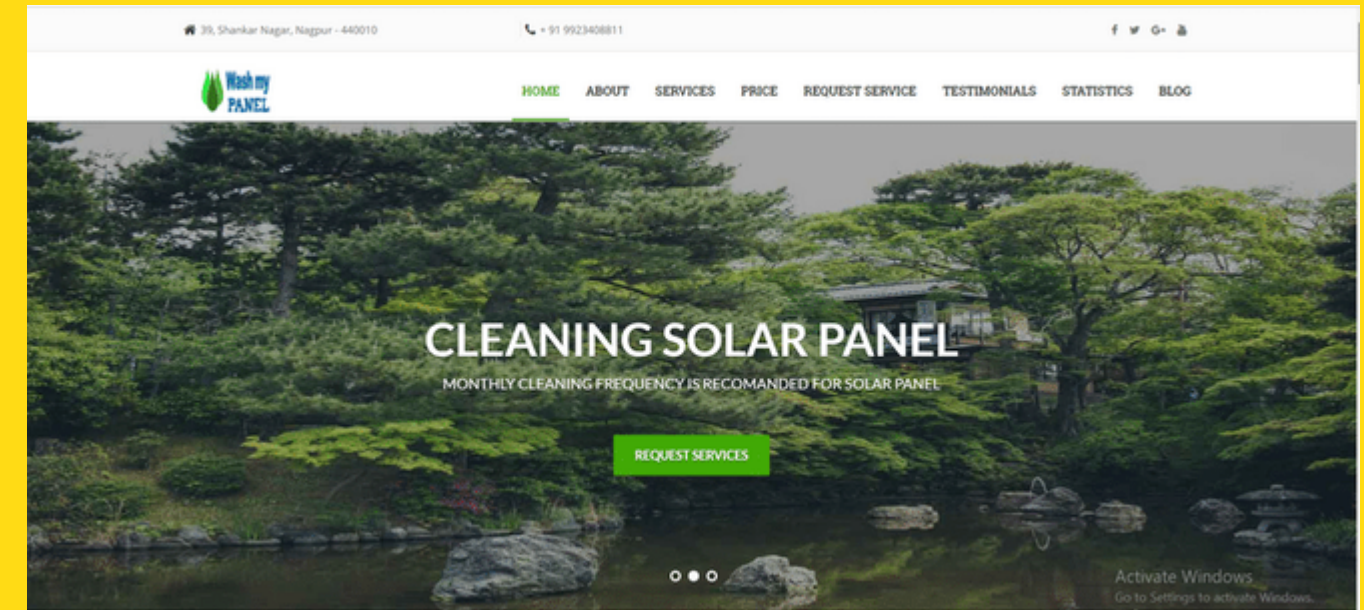 39, Shankar Nagar, Nagpur - 440010
+ 91 9923408811
Wash my
PANEL
HOME ABOUT SERVICES PRICE REQUEST SERVICE TESTIMONIALS STATISTICS BLOG
CLEANING SOLAR PANEL
MONTHLY CLEANING FREQUENCY IS RECOMANDED FOR SOLAR PANEL
REQUEST SERVICES
Activate Windows
Go to Settings to activate Windows.